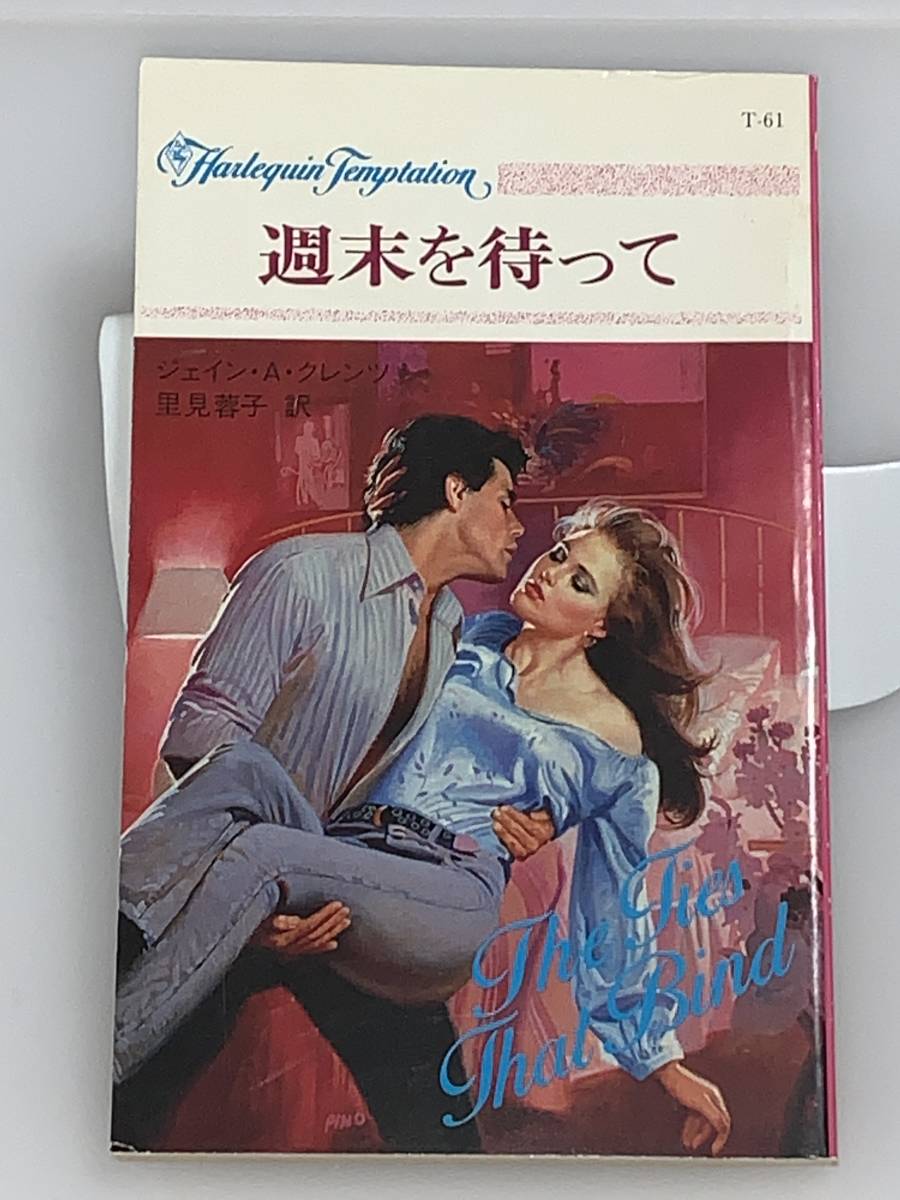 T-61
Harlequin Temptation
週末を待って
ジェイン・A・クレンツ
里見蓉子 訳
The Ties
That Bind
PINO